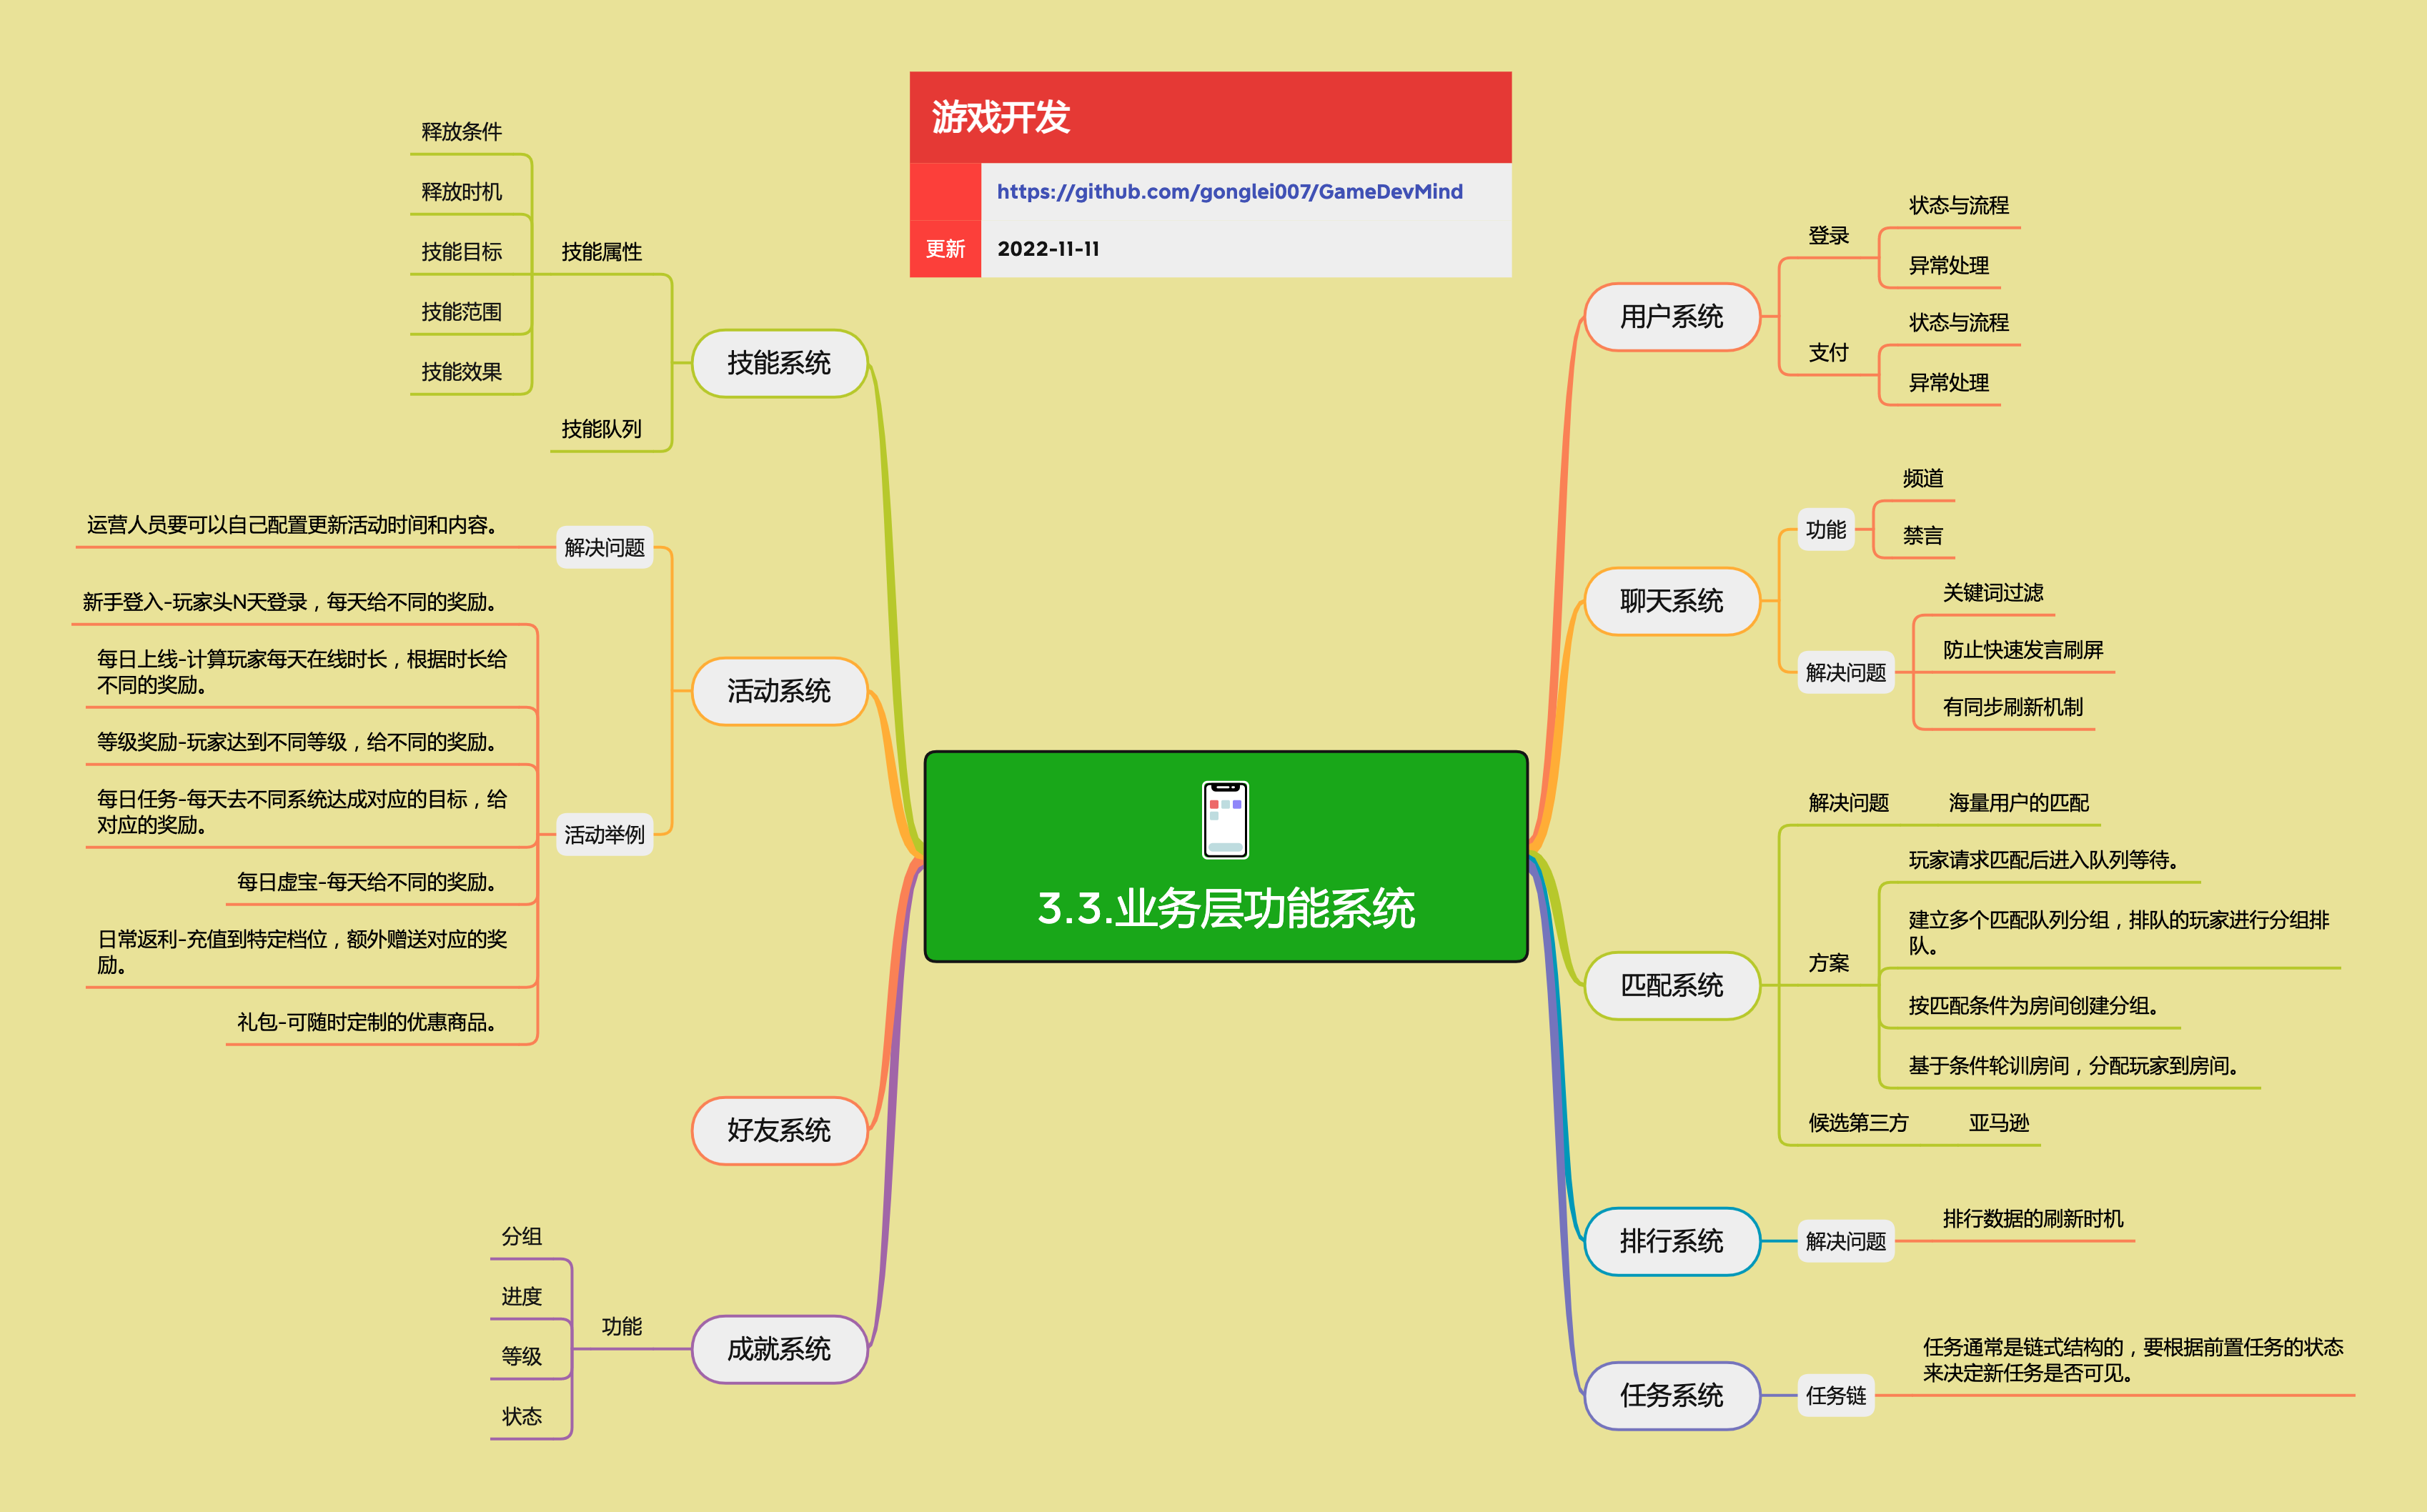 游戏开发
https://github.com/gonglei007/GameDevMind
更新
2022-11-11
3.3.业务层功能系统
用户系统
登录
状态与流程
异常处理
支付
状态与流程
异常处理
聊天系统
功能
频道
禁言
解决问题
关键词过滤
防止快速发言刷屏
有同步刷新机制
匹配系统
解决问题
海量用户的匹配
方案
玩家请求匹配后进入队列等待。
建立多个匹配队列分组，排队的玩家进行分组排
队。
按匹配条件为房间创建分组。
基于条件轮训房间，分配玩家到房间。
候选第三方
亚马逊
排行系统
解决问题
排行数据的刷新时机
任务系统
任务链
任务通常是链式结构的，要根据前置任务的状态
来决定新任务是否可见。
技能系统
技能属性
释放条件
释放时机
技能目标
技能范围
技能效果
技能队列
活动系统
解决问题
运营人员要可以自己配置更新活动时间和内容。
活动举例
新手登入-玩家头N天登录，每天给不同的奖励。
每日上线-计算玩家每天在线时长，根据时长给
不同的奖励。
等级奖励-玩家达到不同等级，给不同的奖励。
每日任务-每天去不同系统达成对应的目标，给
对应的奖励。
每日虚宝-每天给不同的奖励。
日常返利-充值到特定档位，额外赠送对应的奖
励。
礼包-可随时定制的优惠商品。
好友系统
成就系统
功能
分组
进度
等级
状态